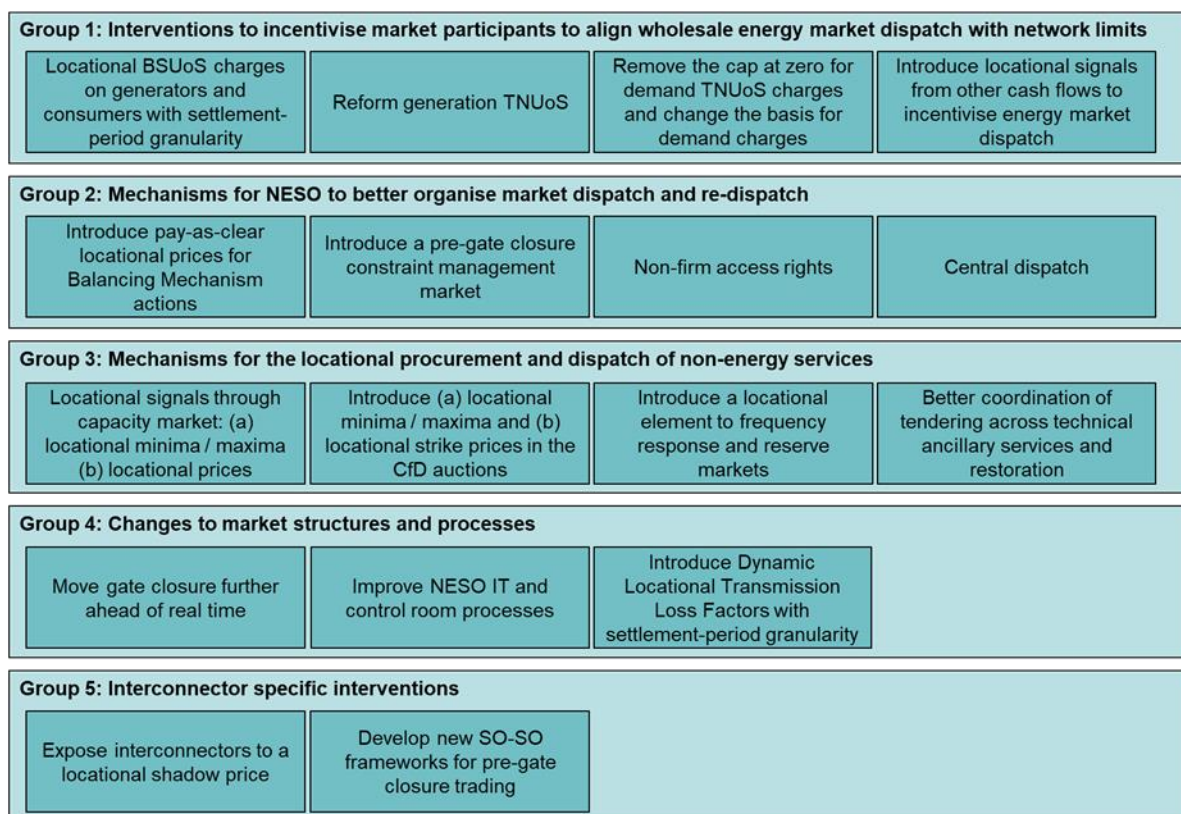 Group 1: Interventions to incentivise market participants to align wholesale energy market dispatch with network limits
Locational BSUoS charges
on generators and
consumers with settlement-
period granularity
Reform generation TNUoS
Remove the cap at zero for
demand TNUoS charges
and change the basis for
demand charges
Introduce locational signals
from other cash flows to
incentivise energy market
dispatch
Group 2: Mechanisms for NESO to better organise market dispatch and re-dispatch
Introduce pay-as-clear
locational prices for
Balancing Mechanism
actions
Introduce a pre-gate closure
constraint management
market
Non-firm access rights
Central dispatch
Group 3: Mechanisms for the locational procurement and dispatch of non-energy services
Locational signals through
capacity market: (a)
locational minima / maxima
(b) locational prices
Introduce (a) locational
minima / maxima and (b)
locational strike prices in the
CfD auctions
Introduce a locational
element to frequency
response and reserve
markets
Better coordination of
tendering across technical
ancillary services and
restoration
Group 4: Changes to market structures and processes
Move gate closure further
ahead of real time
Improve NESO IT and
control room processes
Introduce Dynamic
Locational Transmission
Loss Factors with
settlement-period granularity
Group 5: Interconnector specific interventions
Expose interconnectors to a
locational shadow price
Develop new SO-SO
frameworks for pre-gate
closure trading